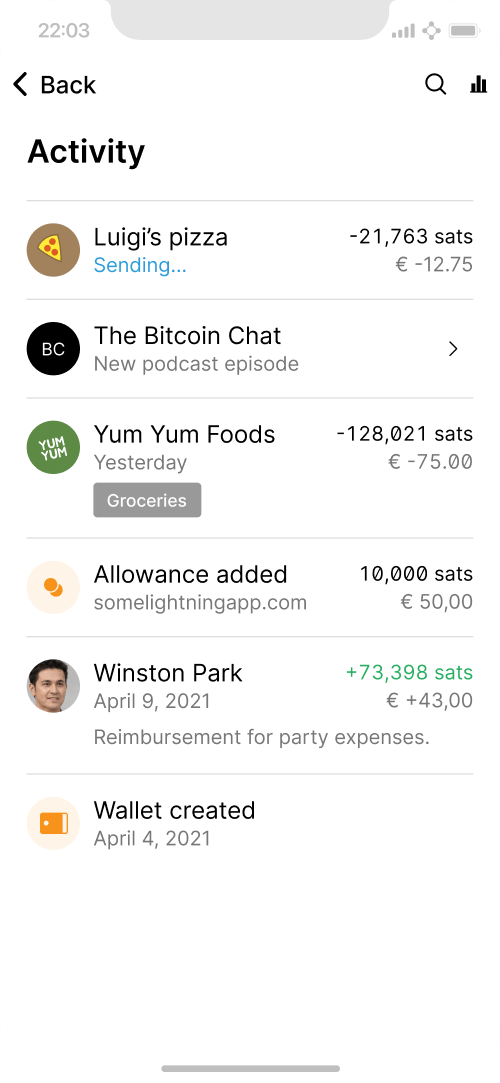 22:03
Back
Activity
Luigi’s pizza
-21,763 sats
Sending...
€ -12.75
BC
The Bitcoin Chat
New podcast episode
YUM
YUM
Yum Yum Foods
-128,021 sats
Yesterday
€ -75.00
Groceries
Allowance added
10,000 sats
somelightningapp.com
€ 50,00
Winston Park
+73,398 sats
April 9, 2021
€ +43,00
Reimbursement for party expenses.
Wallet created
April 4, 2021